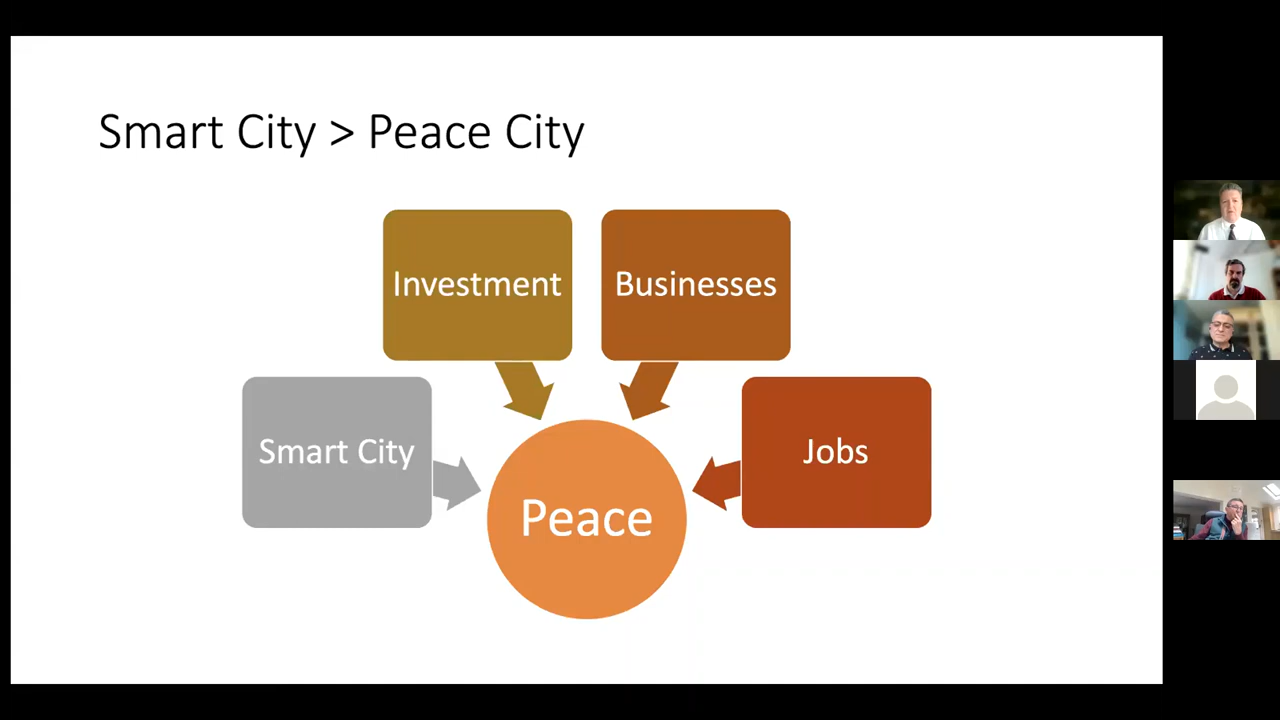 Smart City > Peace City
Investment
Businesses
Smart City
Jobs
Peace